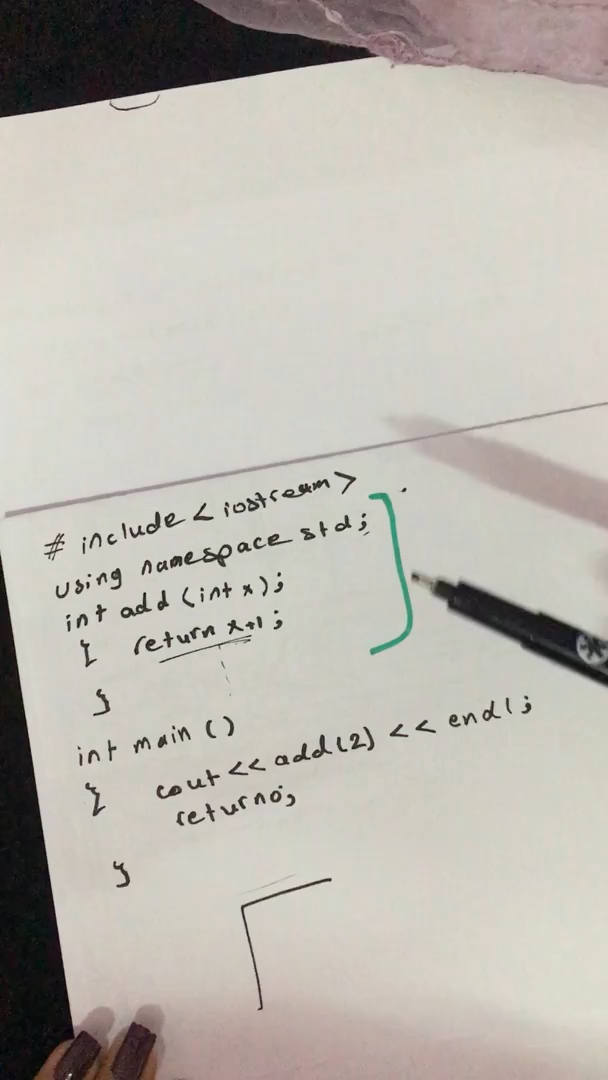 # include < iostream >
using namespace std;
int add (int x);
{ return x+1 ;
}
int main ()
{ cout << add(2) << endl;
return0;
}